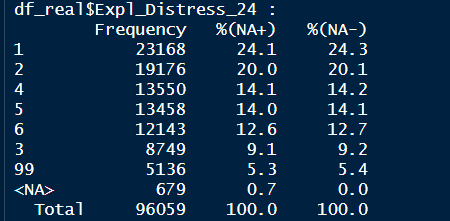 df_real$Expl_Distress_24 :
Frequency %(NA+) %(NA-)
1 23168 24.1 24.3
2 19176 20.0 20.1
4 13550 14.1 14.2
5 13458 14.0 14.1
6 12143 12.6 12.7
3 8749 9.1 9.2
99 5136 5.3 5.4
<NA> 679 0.7 0.0
Total 96059 100.0 100.0